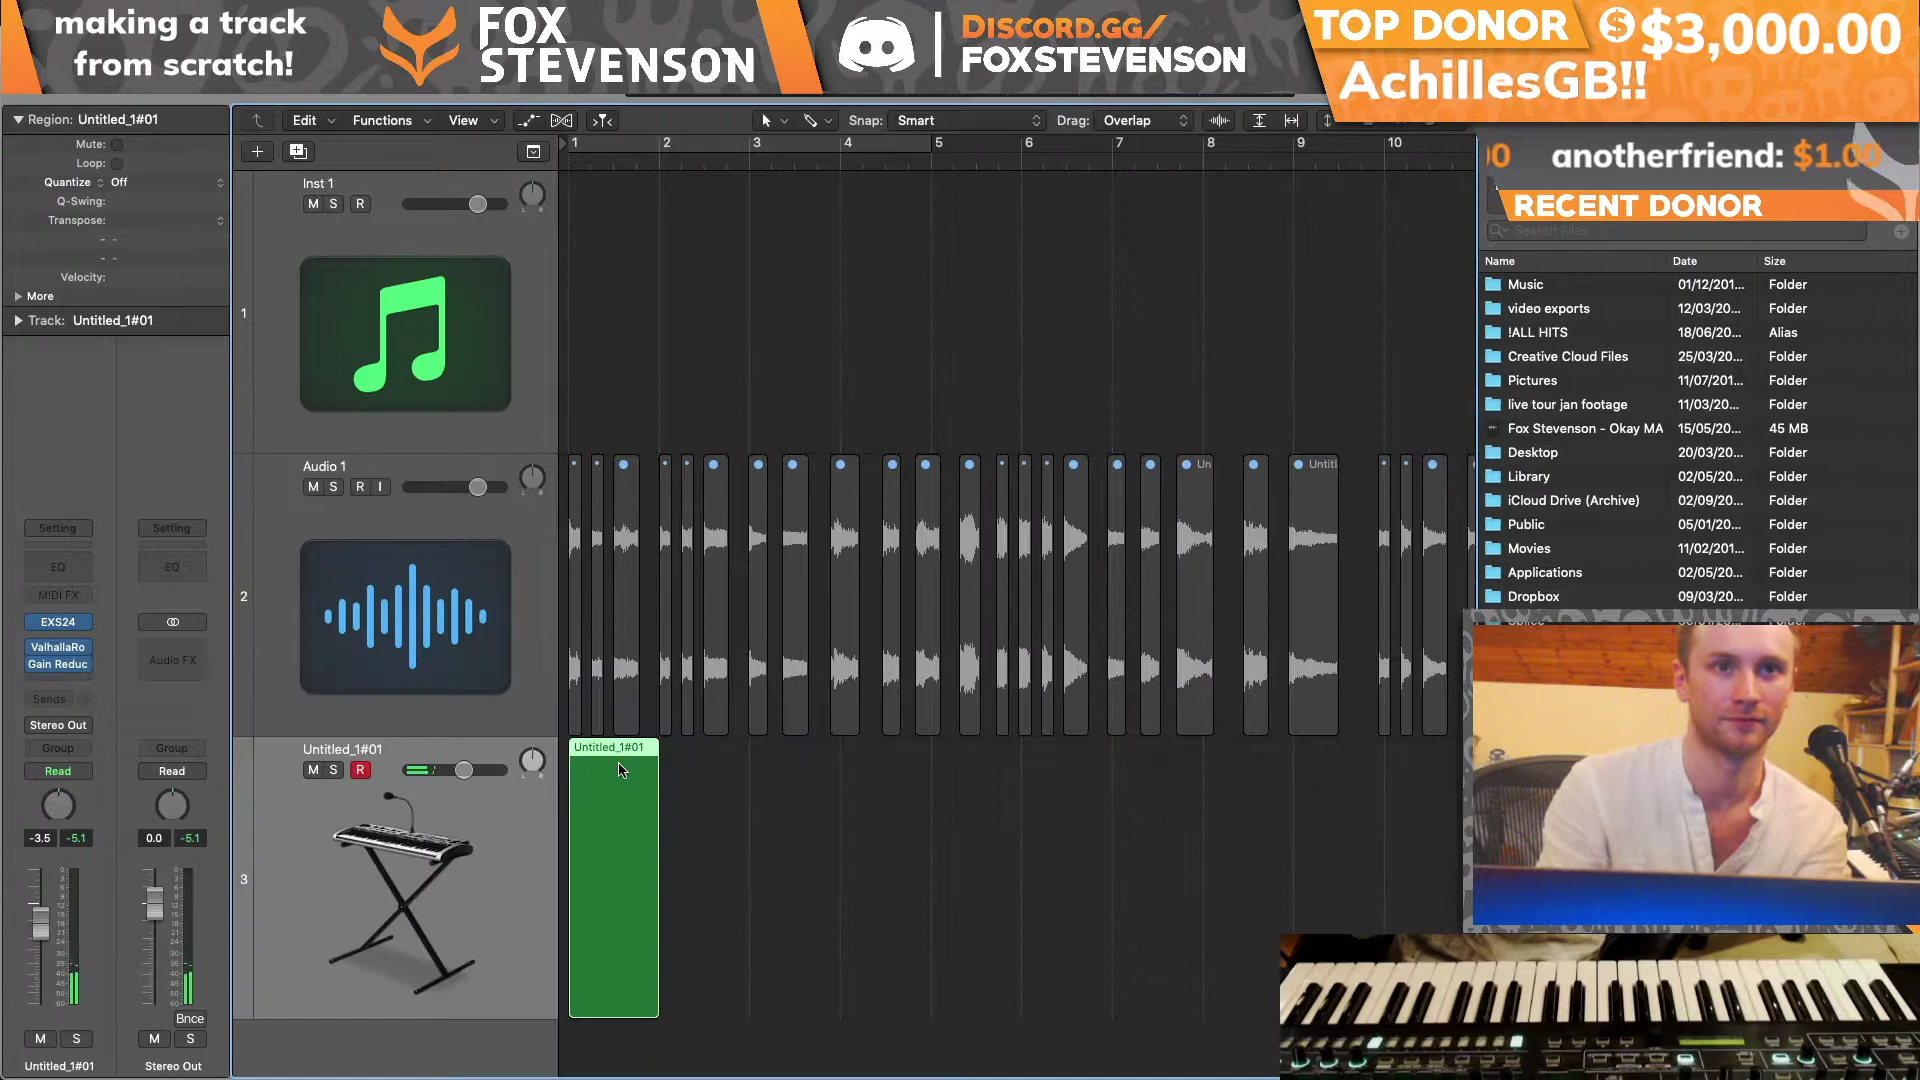 making a track
from scratch!
FOX
STEVENSON
DISCORD.GG/
FOXSTEVENSON
TOP DONOR
$ $3,000.00
AchillesGB!!
anotherfriend: $1.00
RECENT DONOR
Region: Untitled_1#01
Mute:
Loop:
Quantize Off
Q-Swing:
Transpose:
Velocity:
More
Track: Untitled_1#01
Edit
Functions
View
Snap: Smart
Drag: Overlap
1 2 3 4 5 6 7 8 9 10
Inst 1
M S R
L R
1
Audio 1
M S R I
L R
2
Un
Untitl
Untitled_1#01
M S R
L R
3
Untitled_1#01
Search Files
Name Date Size
Music 01/12/201... Folder
video exports 12/03/20... Folder
!ALL HITS 18/06/20... Alias
Creative Cloud Files 25/03/20... Folder
Pictures 11/07/201... Folder
live tour jan footage 11/03/20... Folder
Fox Stevenson - Okay MA 15/05/20... 45 MB
Desktop 20/03/20... Folder
Library 02/05/20... Folder
iCloud Drive (Archive) 02/09/20... Folder
Public 05/01/20... Folder
Movies 11/02/201... Folder
Applications 02/05/20... Folder
Dropbox 09/03/20... Folder
Setting Setting
EQ EQ
MIDI FX
EXS24
ValhallaRo
Gain Reduc
Audio FX
Sends
Stereo Out
Group Group
Read Read
-3.5 -5.1 0.0 -5.1
Bnce
M S M S
Untitled_1#01 Stereo Out